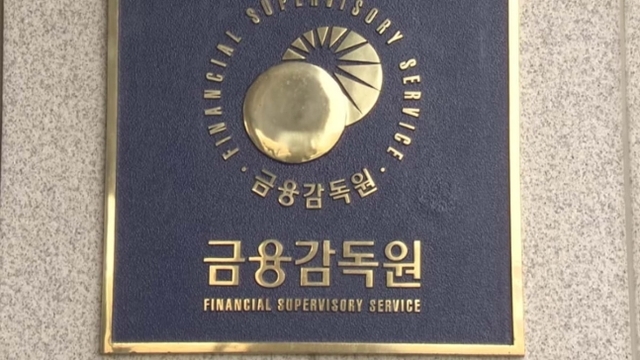 FINANCIAL SUPERVISORY SERVICE
· 금융감독원 ·
금융감독원
FINANCIAL SUPERVISORY SERVICE